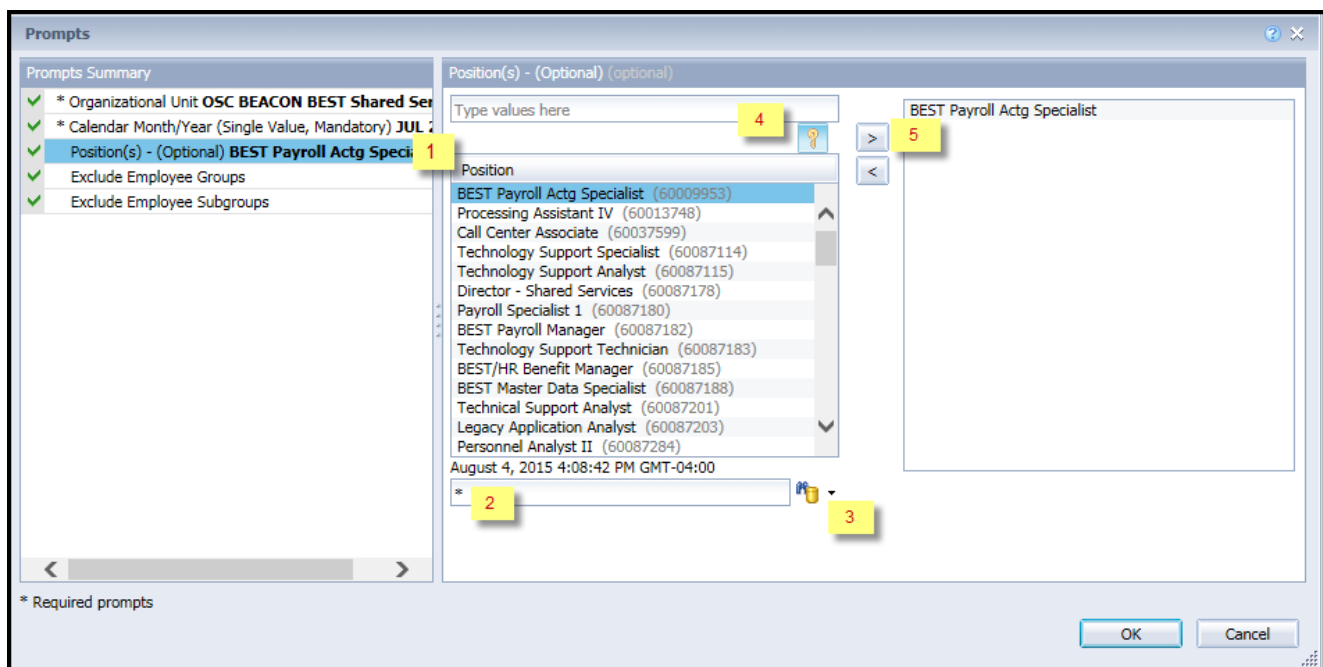 Prompts
Prompts Summary
* Organizational Unit OSC BEACON BEST Shared Ser
* Calendar Month/Year (Single Value, Mandatory) JUL
Position(s) - (Optional) BEST Payroll Actg Speci
1
Exclude Employee Groups
Exclude Employee Subgroups
Position(s) - (Optional) (optional)
Type values here
4
Position
BEST Payroll Actg Specialist (60009953)
Processing Assistant IV (60013748)
Call Center Associate (60037599)
Technology Support Specialist (60087114)
Technology Support Analyst (60087115)
Director - Shared Services (60087178)
Payroll Specialist 1 (60087180)
BEST Payroll Manager (60087182)
Technology Support Technician (60087183)
BEST/HR Benefit Manager (60087185)
BEST Master Data Specialist (60087188)
Technical Support Analyst (60087201)
Legacy Application Analyst (60087203)
Personnel Analyst II (60087284)
August 4, 2015 4:08:42 PM GMT-04:00
*
2
3
>
5
<
BEST Payroll Actg Specialist
* Required prompts
OK
Cancel